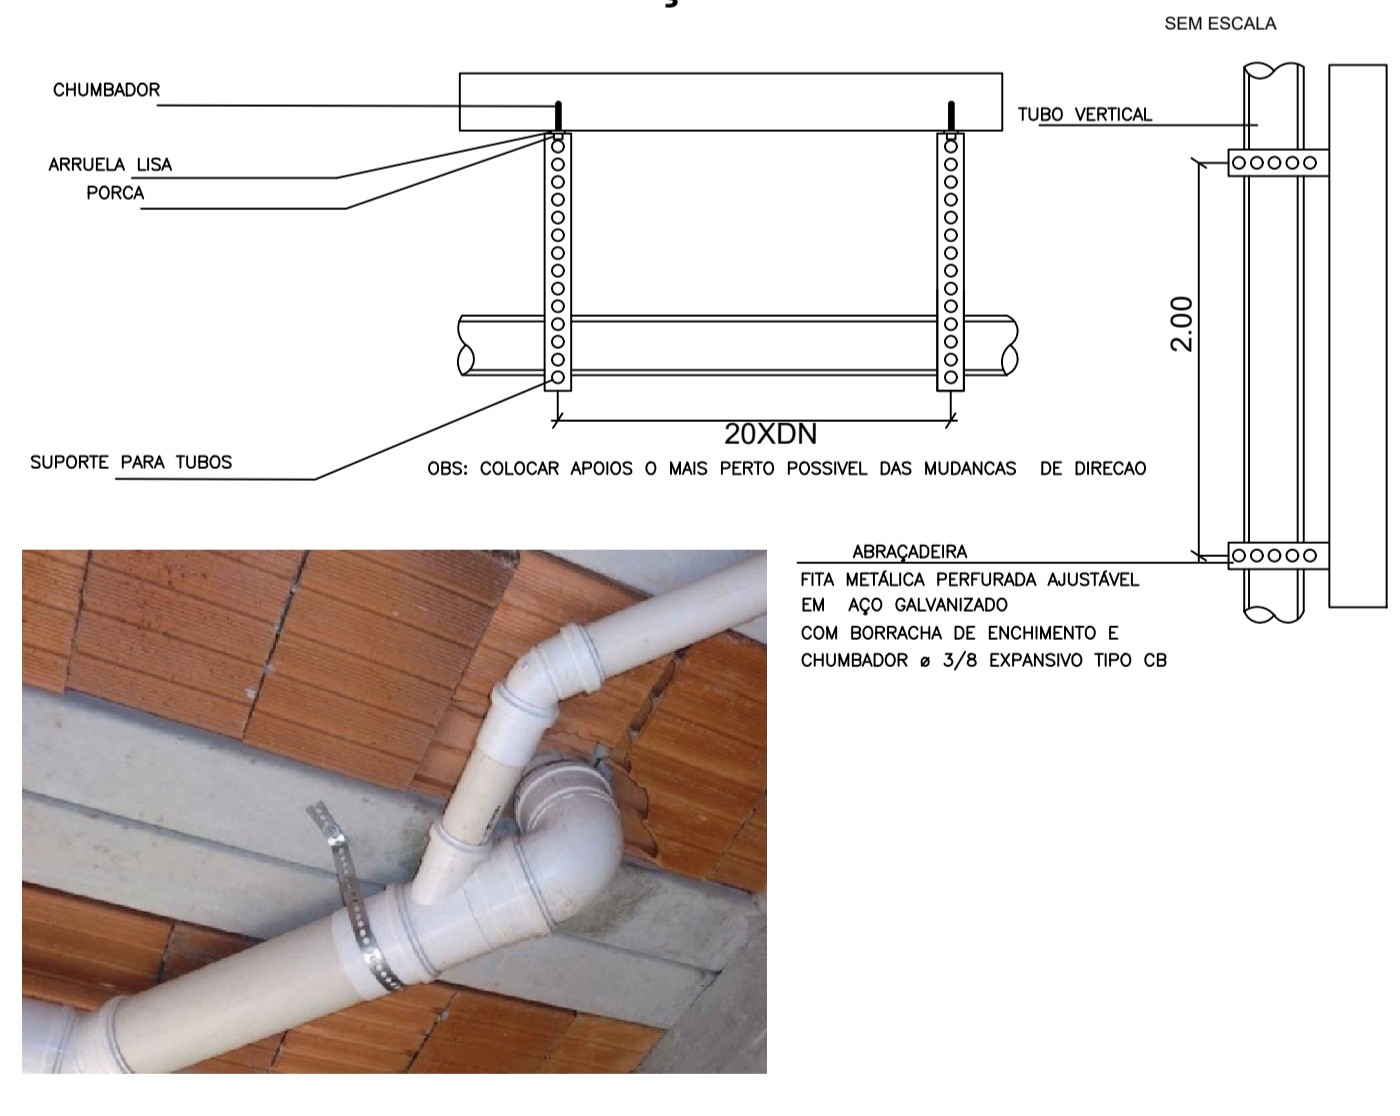 SEM ESCALA
CHUMBADOR
TUBO VERTICAL
ARRUELA LISA
PORCA
2.00
20XDN
SUPORTE PARA TUBOS
OBS: COLOCAR APOIOS O MAIS PERTO POSSIVEL DAS MUDANCAS DE DIRECAO
ABRAÇADEIRA
FITA METÁLICA PERFURADA AJUSTÁVEL
EM AÇO GALVANIZADO
COM BORRACHA DE ENCHIMENTO E
CHUMBADOR ø 3/8 EXPANSIVO TIPO CB